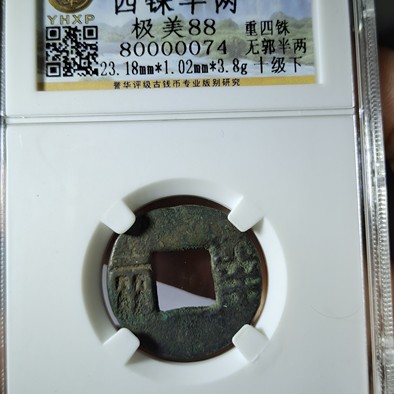 四铢半两
YHXP
极美88 重四铢
80000074 无郭半两
23.18mm*1.02mm*3.8g 十级下
誉华评级古钱币专业版别研究
半两